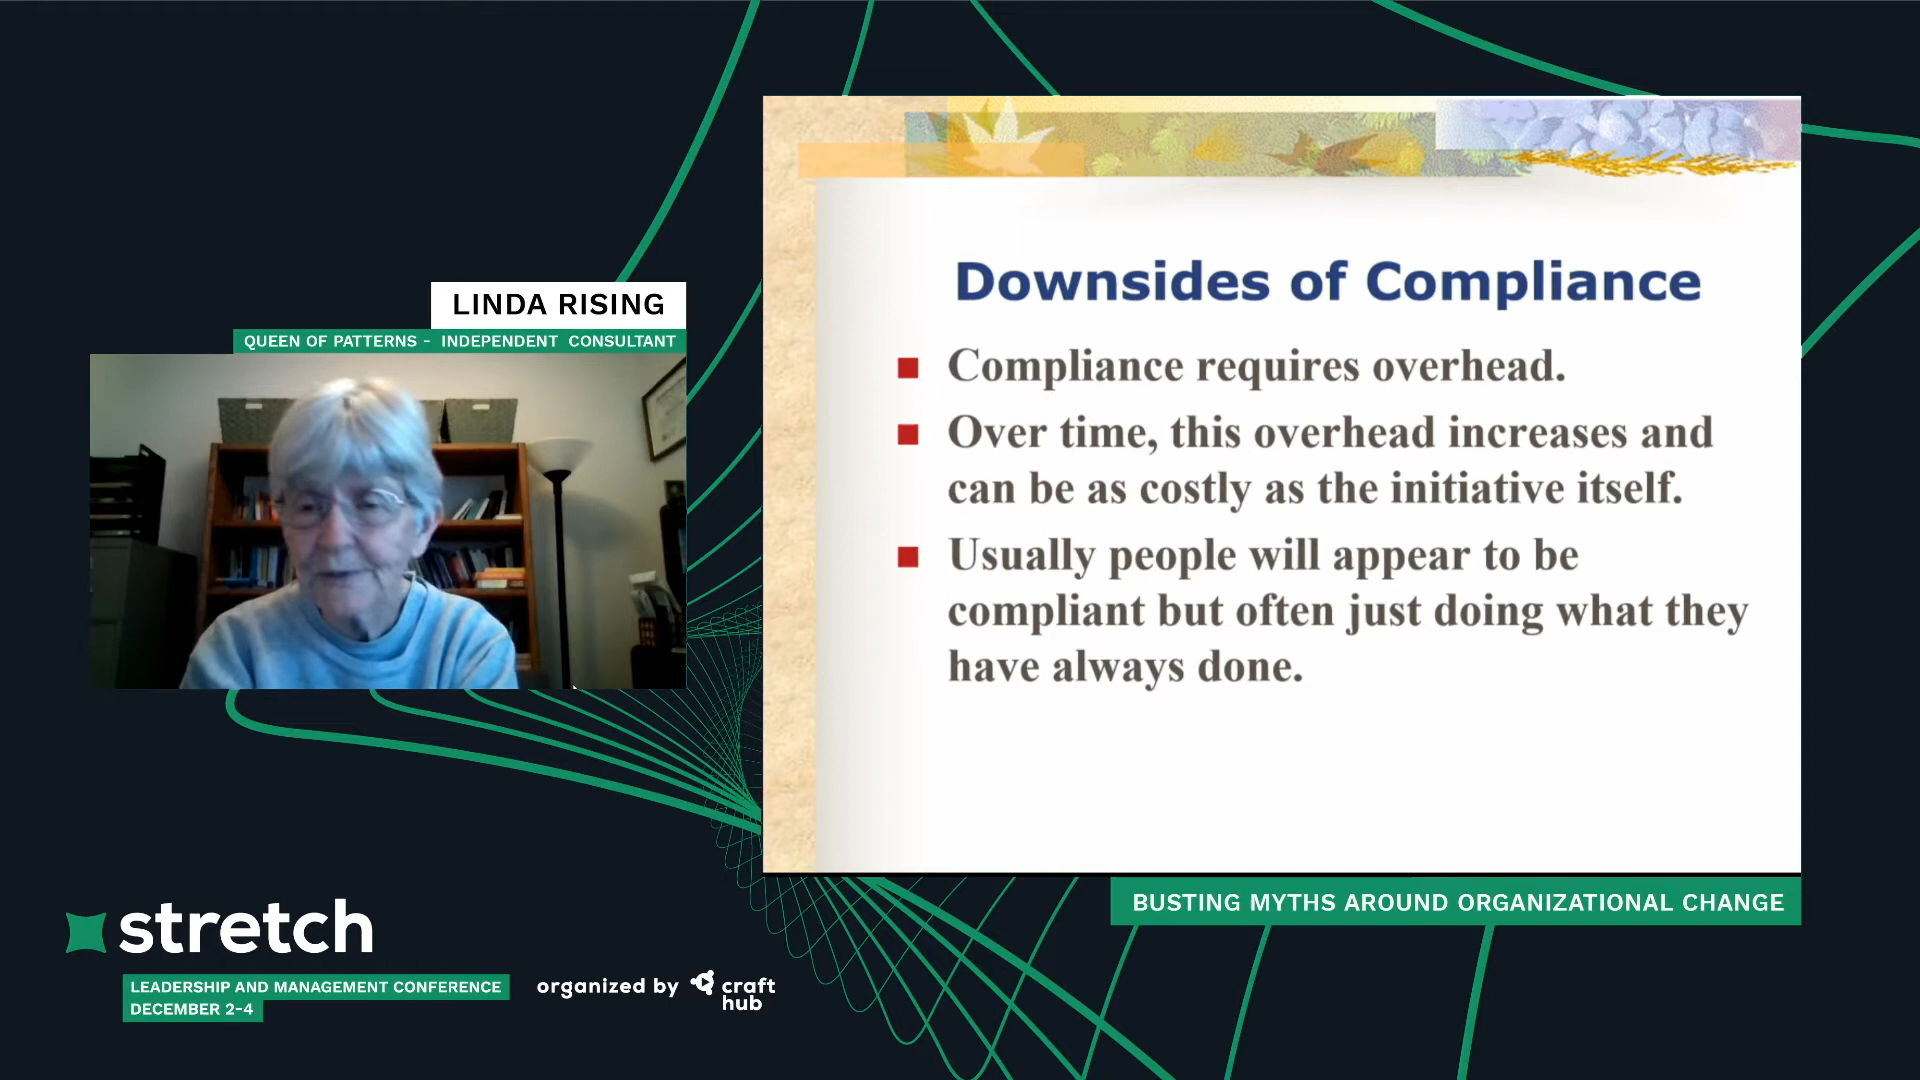 LINDA RISING
QUEEN OF PATTERNS - INDEPENDENT CONSULTANT
Downsides of Compliance
Compliance requires overhead.
Over time, this overhead increases and
can be as costly as the initiative itself.
Usually people will appear to be
compliant but often just doing what they
have always done.
BUSTING MYTHS AROUND ORGANIZATIONAL CHANGE
stretch
LEADERSHIP AND MANAGEMENT CONFERENCE
DECEMBER 2-4
organized by
craft
hub